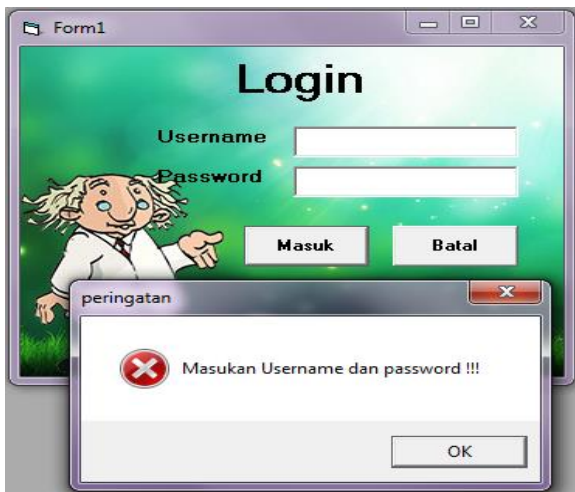 Form1
Login
Username
Password
Masuk Batal
peringatan
Masukan Username dan password !!!
OK